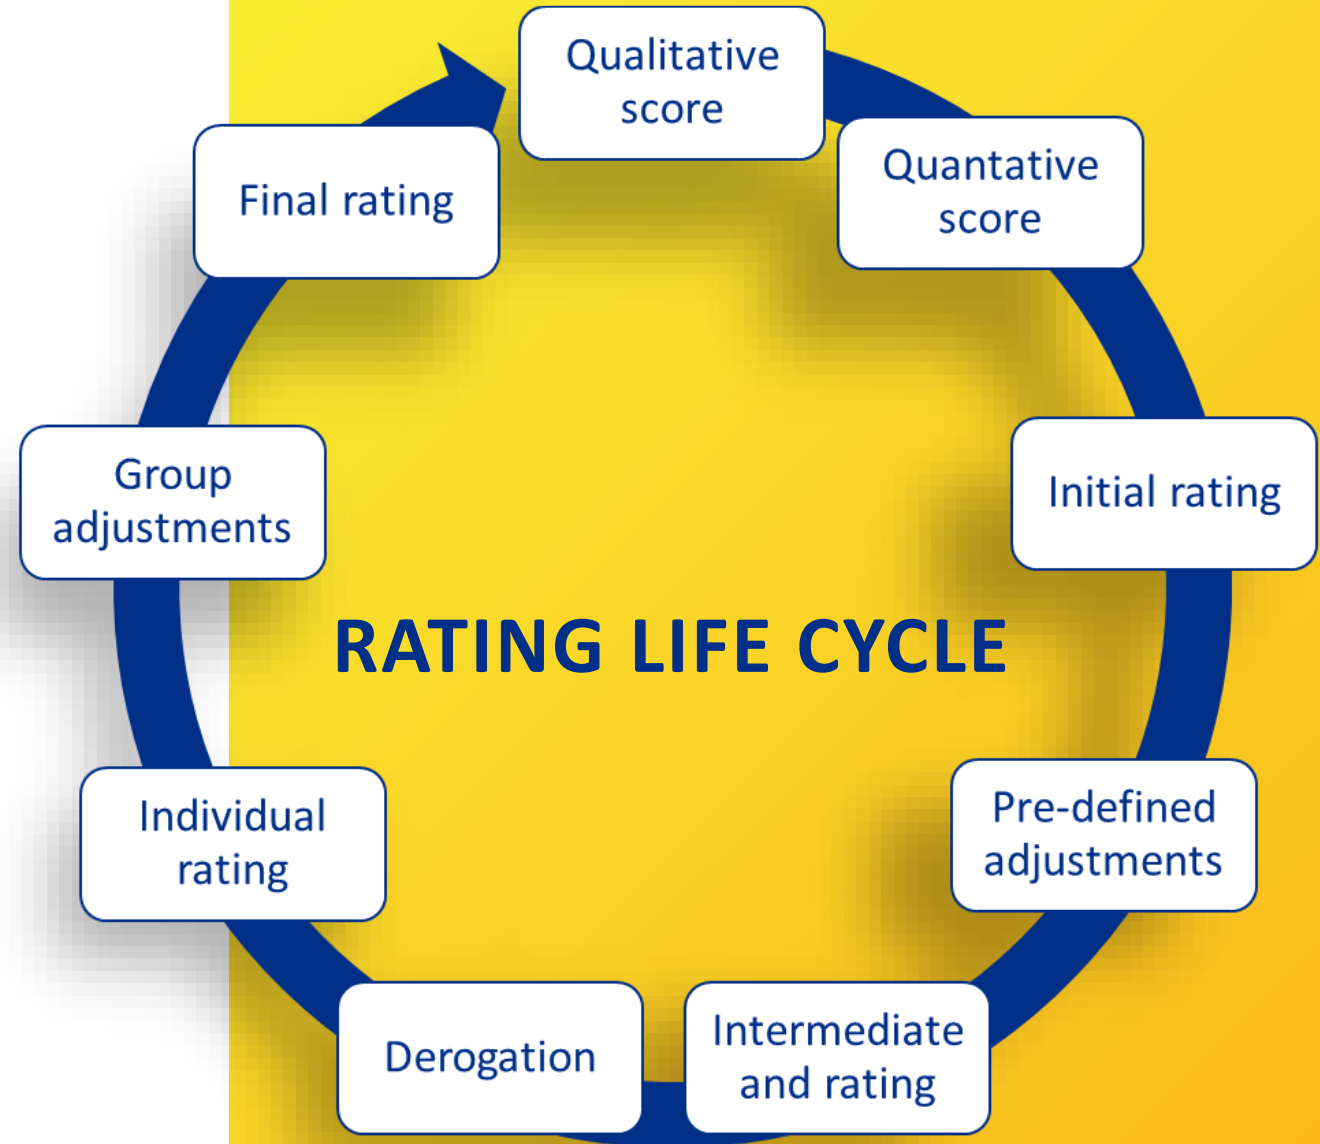 Qualitative
score
Quantative
score
Initial rating
Pre-defined
adjustments
Intermediate
and rating
Derogation
Individual
rating
Group
adjustments
Final rating
RATING LIFE CYCLE